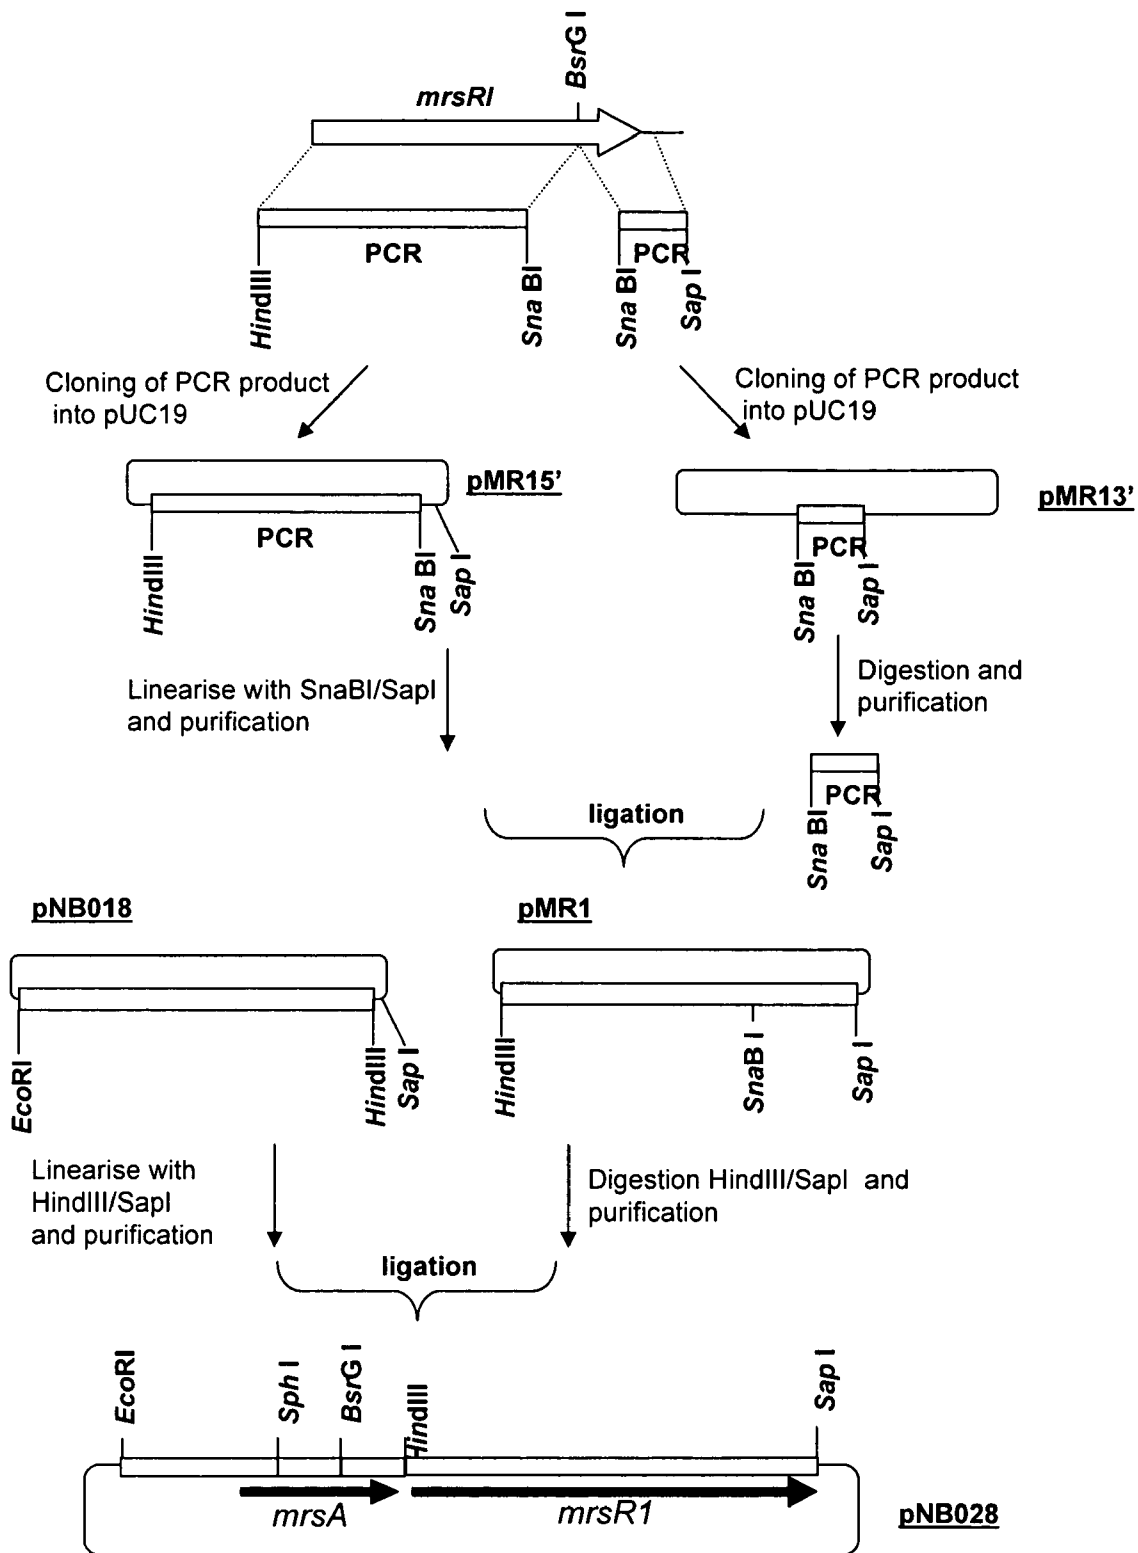 BsrG I
mrsRI
PCR
PCR
HindIII
Sna BI
Sna BI
Sap I
Cloning of PCR product
into pUC19
Cloning of PCR product
into pUC19
pMR15'
pMR13'
PCR
PCR
HindIII
Sna BI
Sap I
Sna BI
Sap I
Linearise with SnaBI/SapI
and purification
Digestion and
purification
PCR
Sna BI
Sap I
ligation
pNB018
pMR1
EcoRI
HindIII
Sap I
HindIII
SnaB I
Sap I
Linearise with
HindIII/SapI
and purification
Digestion HindIII/SapI and
purification
ligation
EcoRI
Sph I
BsrG I
HindIII
Sap I
mrsA
mrsR1
pNB028